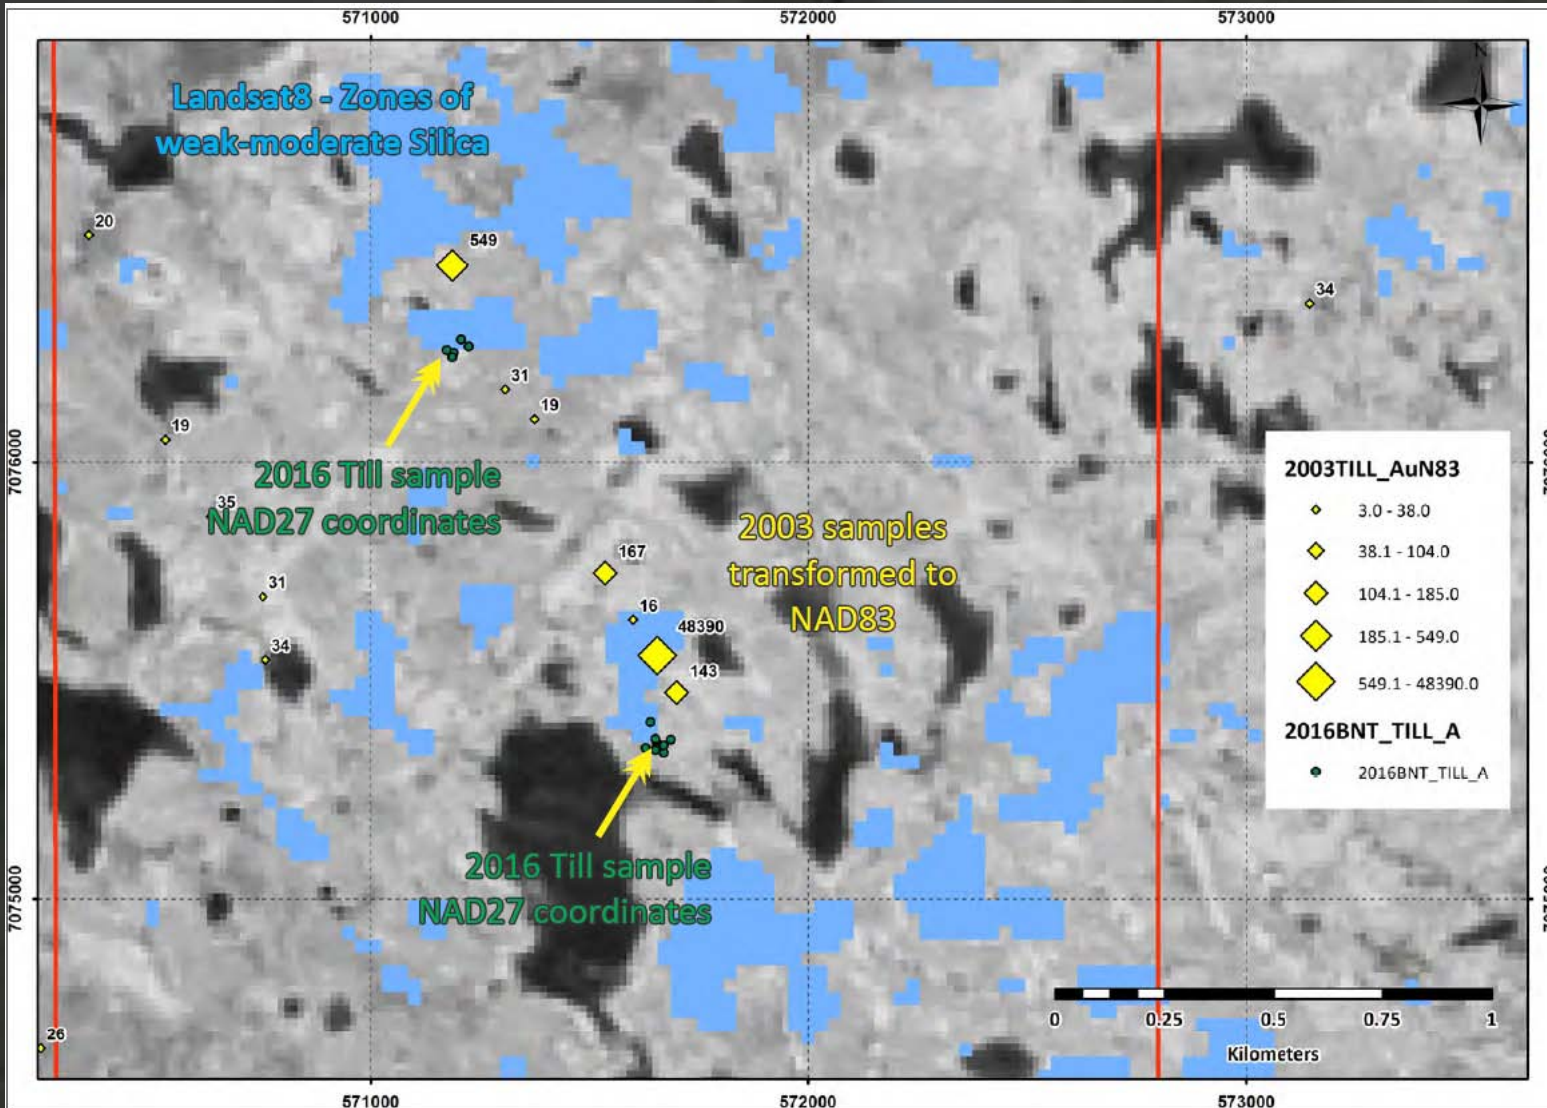 571000
572000
573000
Landsat8 - Zones of
weak-moderate Silica
N
20
549
34
31
19
19
7076000
2016 Till sample
NAD27 coordinates
35
2003 samples
transformed to
NAD83
167
31
16
48390
34
143
2003TILL_AuN83
3.0 - 38.0
38.1 - 104.0
104.1 - 185.0
185.1 - 549.0
549.1 - 48390.0
2016BNT_TILL_A
2016BNT_TILL_A
2016 Till sample
NAD27 coordinates
7075000
26
0 0.25 0.5 0.75 1
Kilometers
571000
572000
573000